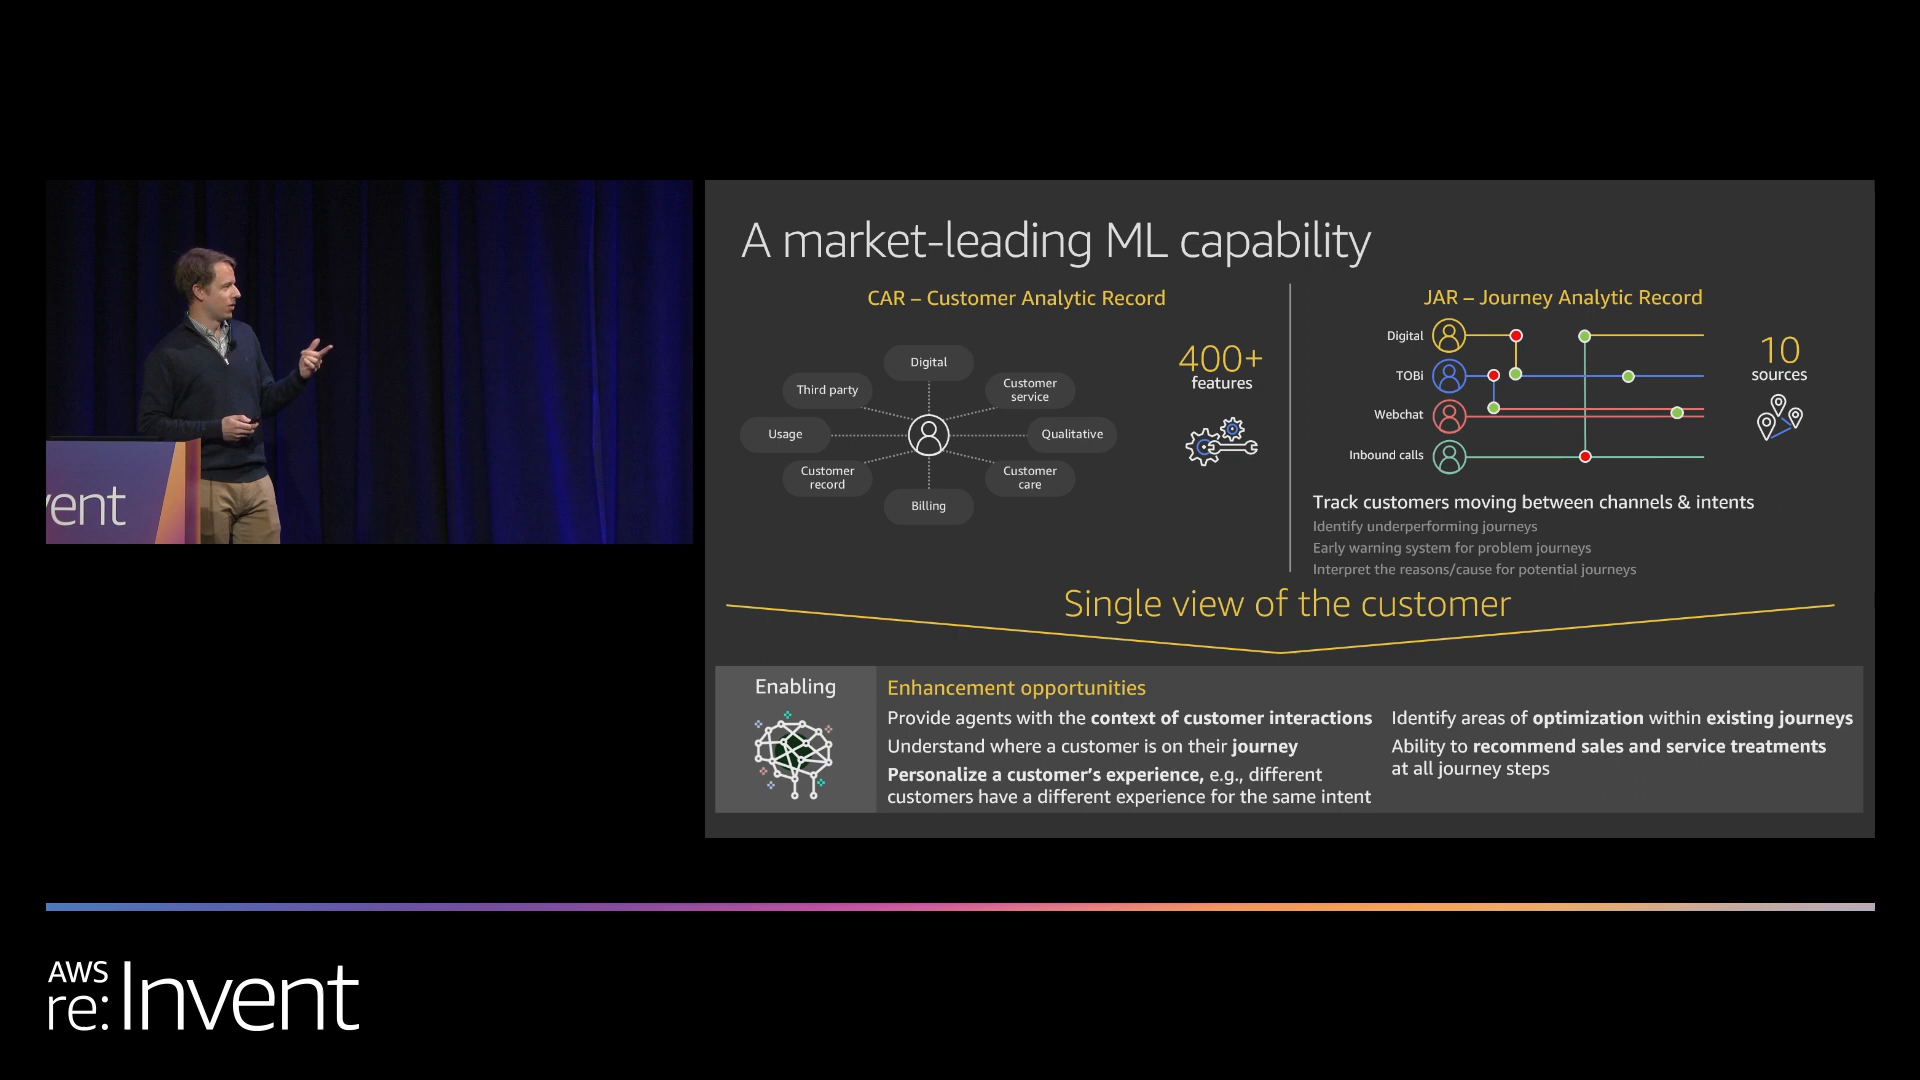 vent
A market-leading ML capability
CAR – Customer Analytic Record
Digital
Third party
Customer
service
Usage
Qualitative
Customer
record
Customer
care
Billing
400+
features
JAR – Journey Analytic Record
Digital
TOBi
Webchat
Inbound calls
10
sources
Track customers moving between channels & intents
Identify underperforming journeys
Early warning system for problem journeys
Interpret the reasons/cause for potential journeys
Single view of the customer
Enabling
Enhancement opportunities
Provide agents with the context of customer interactions
Understand where a customer is on their journey
Personalize a customer's experience, e.g., different
customers have a different experience for the same intent
Identify areas of optimization within existing journeys
Ability to recommend sales and service treatments
at all journey steps
AWS
re:Invent